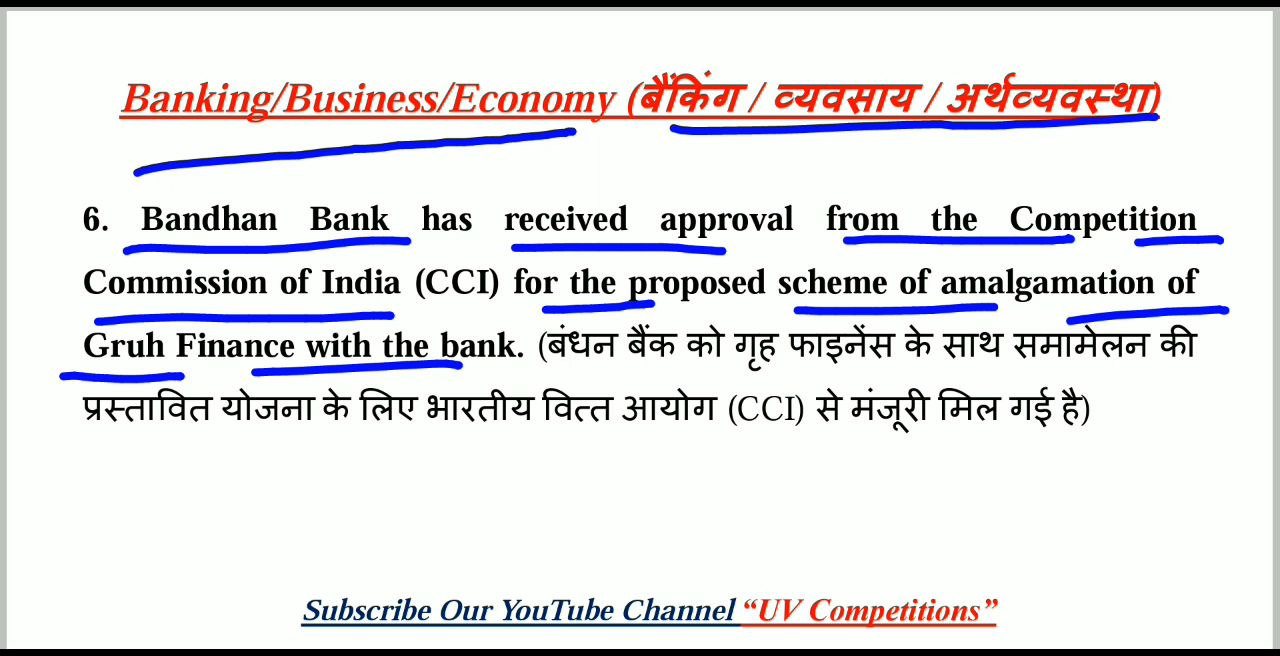 Banking/Business/Economy (बैंकिंग / व्यवसाय / अर्थव्यवस्था)
6. Bandhan Bank has received approval from the Competition
Commission of India (CCI) for the proposed scheme of amalgamation of
Gruh Finance with the bank. (बंधन बैंक को गृह फाइनेंस के साथ समामेलन की
प्रस्तावित योजना के लिए भारतीय वित्त आयोग (CCI) से मंजूरी मिल गई है)
Subscribe Our YouTube Channel “UV Competitions”